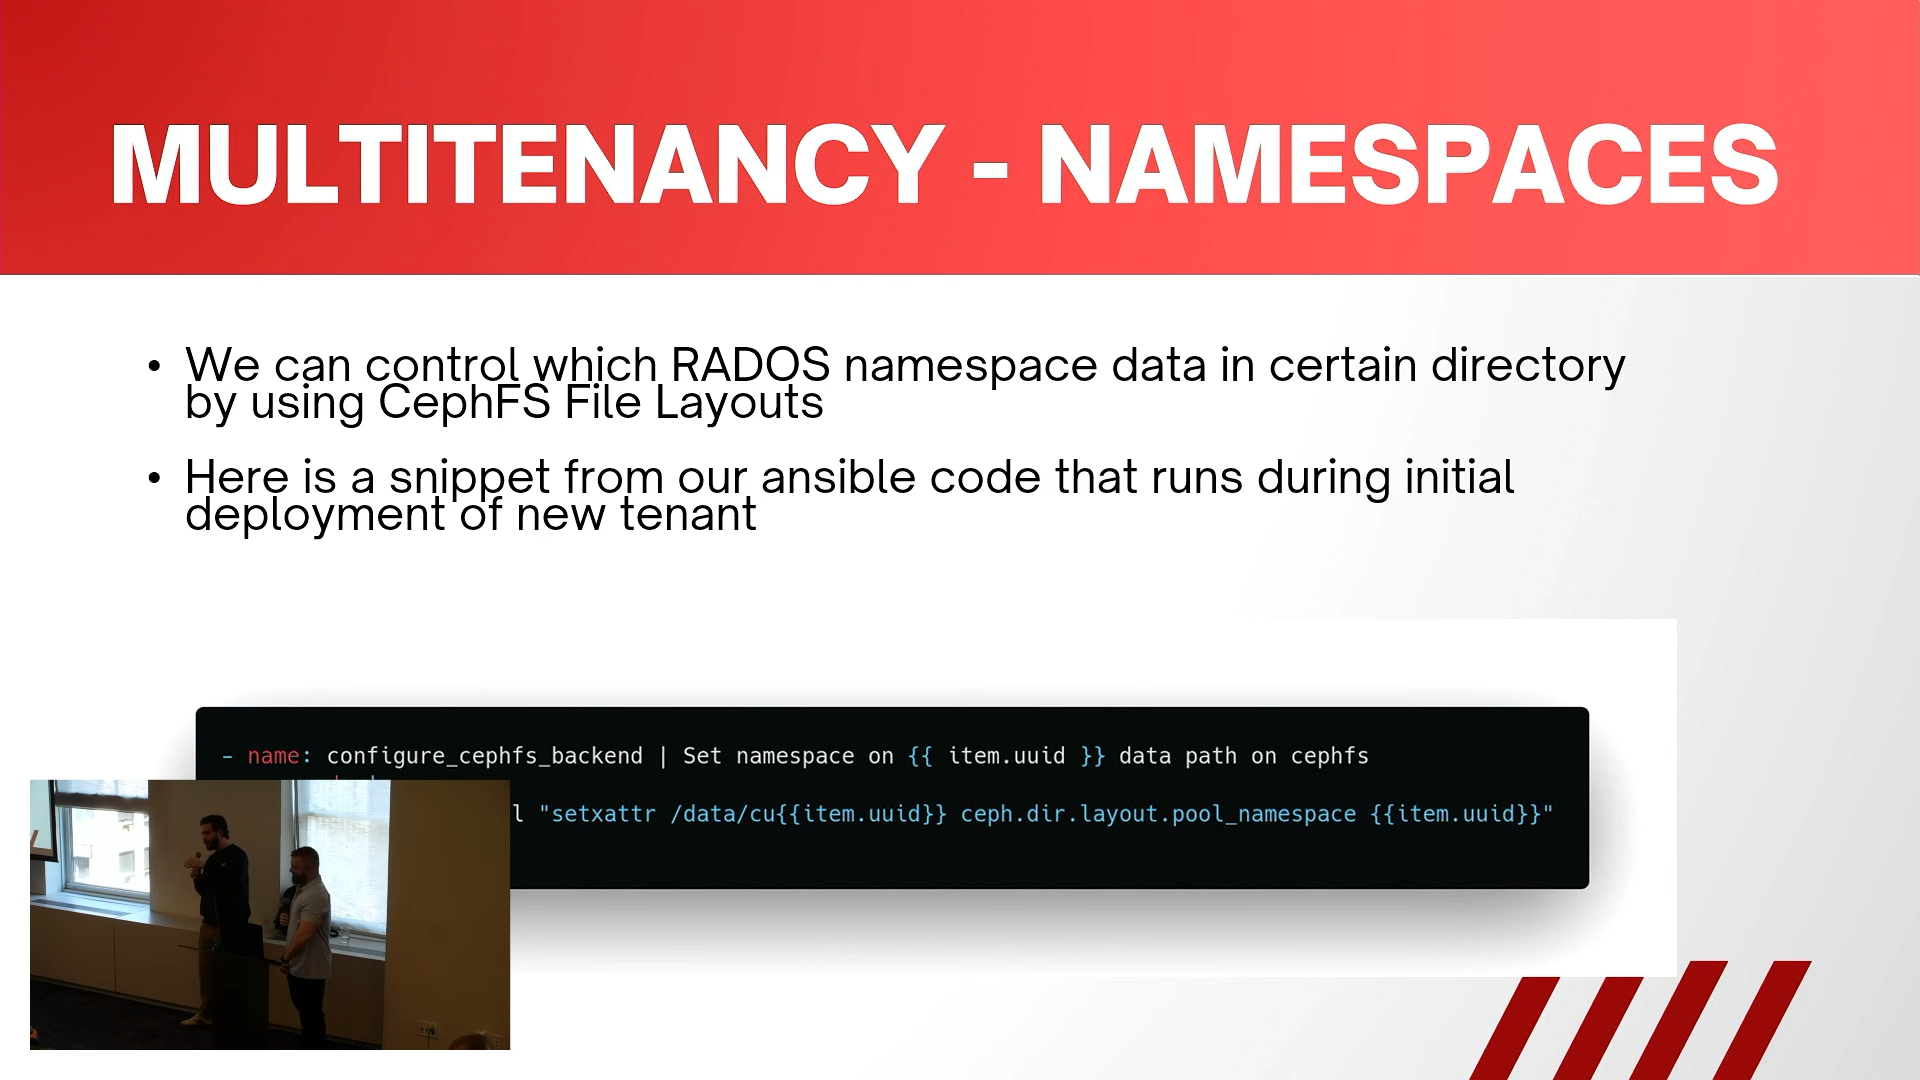 MULTITENANCY - NAMESPACES
• We can control which RADOS namespace data in certain directory
by using CephFS File Layouts
• Here is a snippet from our ansible code that runs during initial
deployment of new tenant
- name: configure_cephfs_backend | Set namespace on {{ item.uuid }} data path on cephfs
l "setxattr /data/cu{{item.uuid}} ceph.dir.layout.pool_namespace {{item.uuid}}"